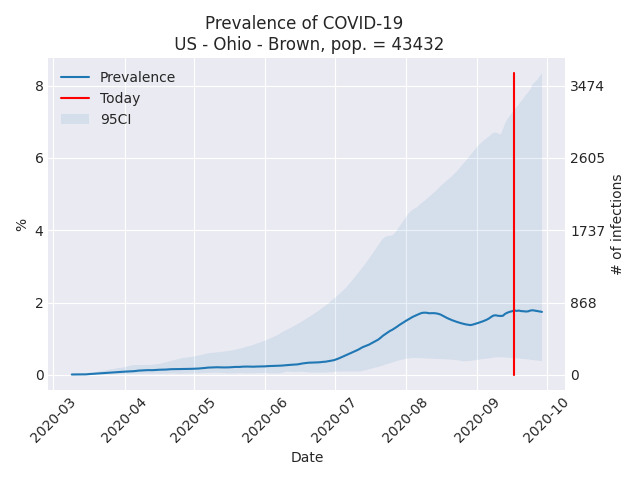 Prevalence of COVID-19
US - Ohio - Brown, pop. = 43432
Prevalence
Today
95CI
8
6
4
2
0
%
3474
2605
1737
868
0
# of infections
2020-03
2020-04
2020-05
2020-06
2020-07
2020-08
2020-09
2020-10
Date